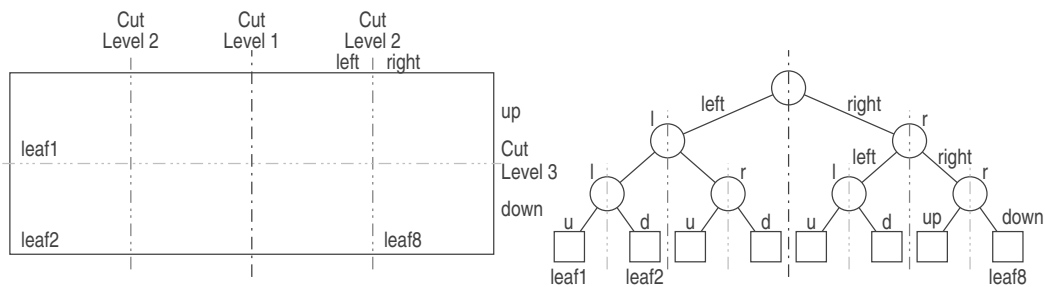 Cut
Level 2
Cut
Level 1
Cut
Level 2
left right
up
leaf1
Cut
Level 3
down
leaf2
leaf8
left
right
l
r
l
r
l
left
right
r
u
d
u
d
u
d
up
down
leaf1
leaf2
leaf8